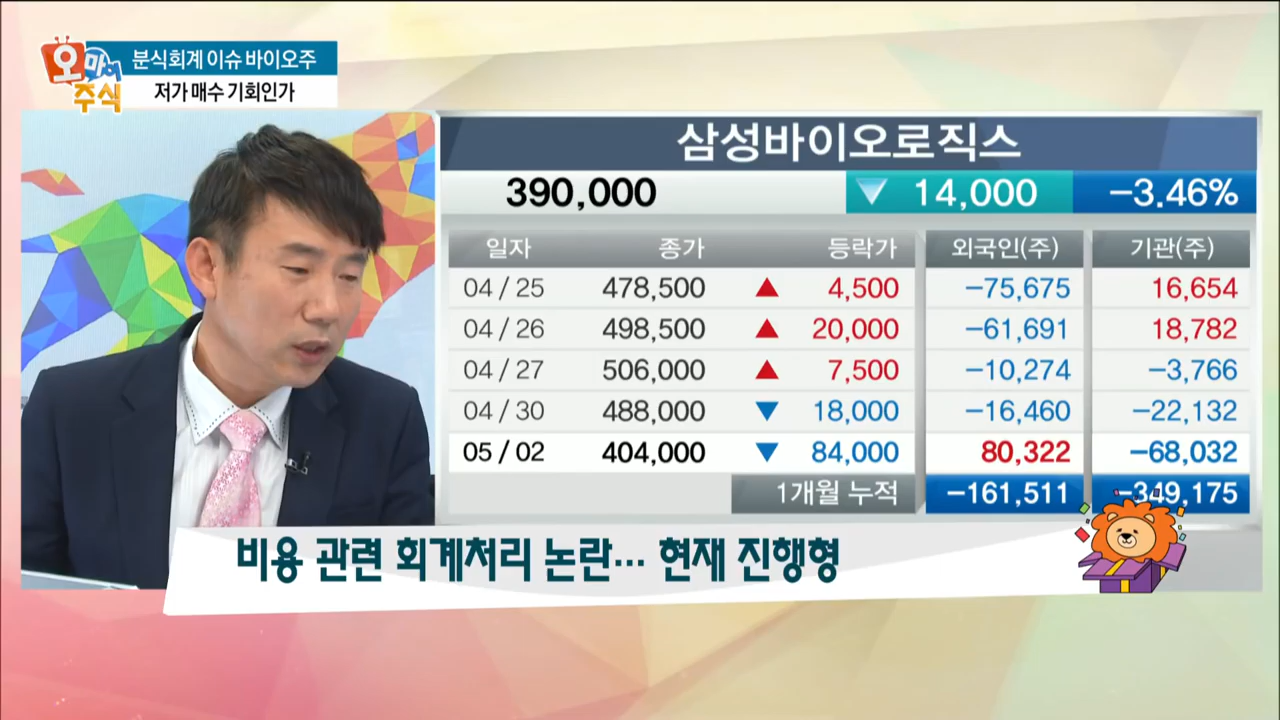 오 마이 주식
분식회계 이슈 바이오주
저가 매수 기회인가
삼성바이오로직스
390,000 ▼ 14,000 -3.46%
일자 종가 등락가 외국인(주) 기관(주)
04 / 25 478,500 ▲ 4,500 -75,675 16,654
04 / 26 498,500 ▲ 20,000 -61,691 18,782
04 / 27 506,000 ▲ 7,500 -10,274 -3,766
04 / 30 488,000 ▼ 18,000 -16,460 -22,132
05 / 02 404,000 ▼ 84,000 80,322 -68,032
1개월 누적 -161,511 -349,175
비용 관련 회계처리 논란… 현재 진행형